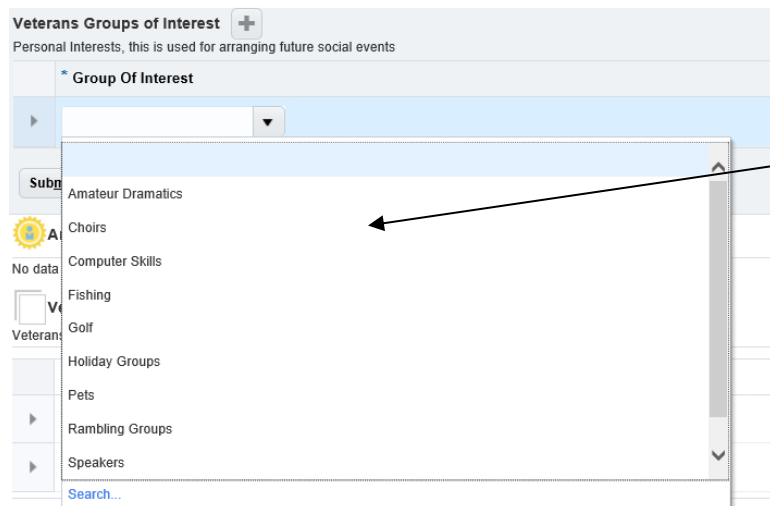 Veterans Groups of Interest
Personal Interests, this is used for arranging future social events
* Group Of Interest
Amateur Dramatics
Choirs
Computer Skills
Fishing
Golf
Holiday Groups
Pets
Rambling Groups
Speakers
Search...
No data
Veterans